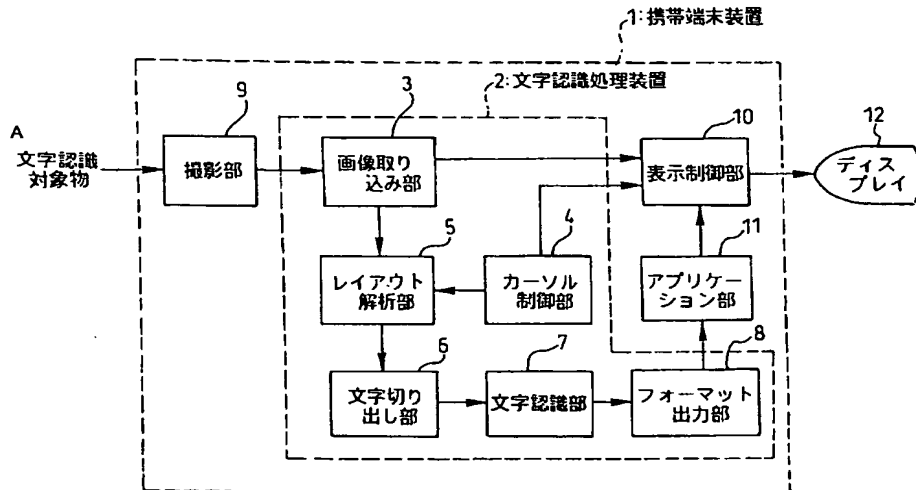 1:携帯端末装置
2:文字認識処理装置
A
文字認識
対象物
9
撮影部
3
画像取り
込み部
10
表示制御部
12
ディス
プレイ
5
レイアウト
解析部
4
カーソル
制御部
11
アプリケー
ション部
6
文字切り
出し部
7
文字認識部
8
フォーマット
出力部